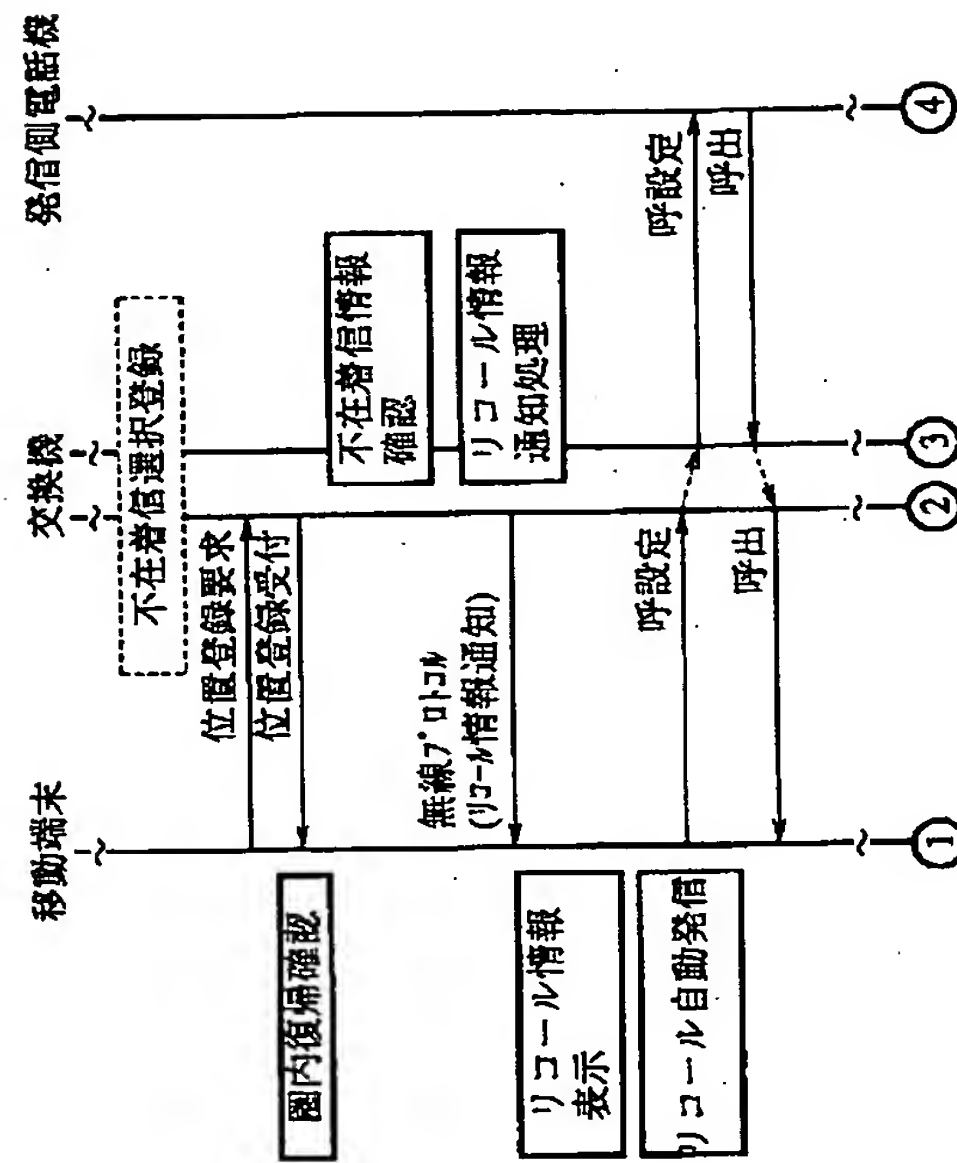 移動端末
交換機
発信側電話機
不在着信選択登録
位置登録要求
位置登録受付
圏内復帰確認
不在着信情報
確認
リコール情報
通知処理
無線プロトコル
(リコール情報通知)
リコール情報
表示
リコール自動発信
呼設定
呼設定
呼出
呼出
①
②
③
④